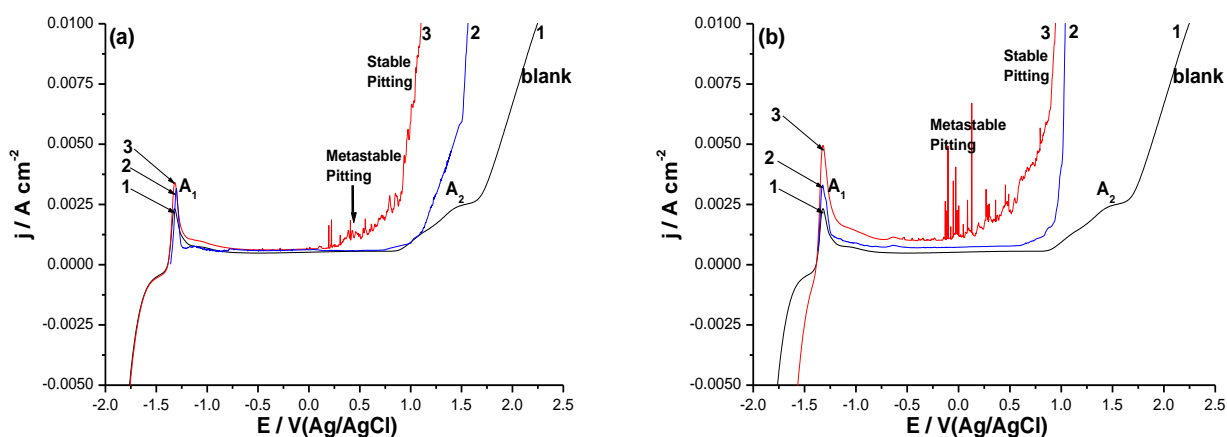 (a)
3
2
1
blank
Stable
Pitting
Metastable
Pitting
3
2
1
A1
A2
0.0100
0.0075
0.0050
0.0025
0.0000
-0.0025
-0.0050
j / A cm-2
-2.0 -1.5 -1.0 -0.5 0.0 0.5 1.0 1.5 2.0 2.5
E / V(Ag/AgCl)
(b)
3
2
1
blank
Stable
Pitting
Metastable
Pitting
3
2
1
A1
A2
0.0100
0.0075
0.0050
0.0025
0.0000
-0.0025
-0.0050
j / A cm-2
-2.0 -1.5 -1.0 -0.5 0.0 0.5 1.0 1.5 2.0 2.5
E / V(Ag/AgCl)